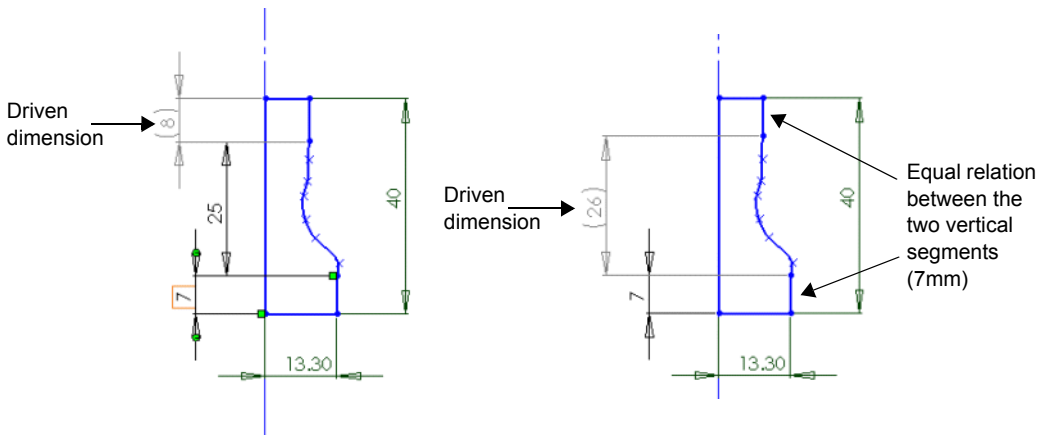 Driven
dimension
(8)
25
7
40
13.30
Driven
dimension
(26)
7
40
13.30
Equal relation
between the
two vertical
segments
(7mm)